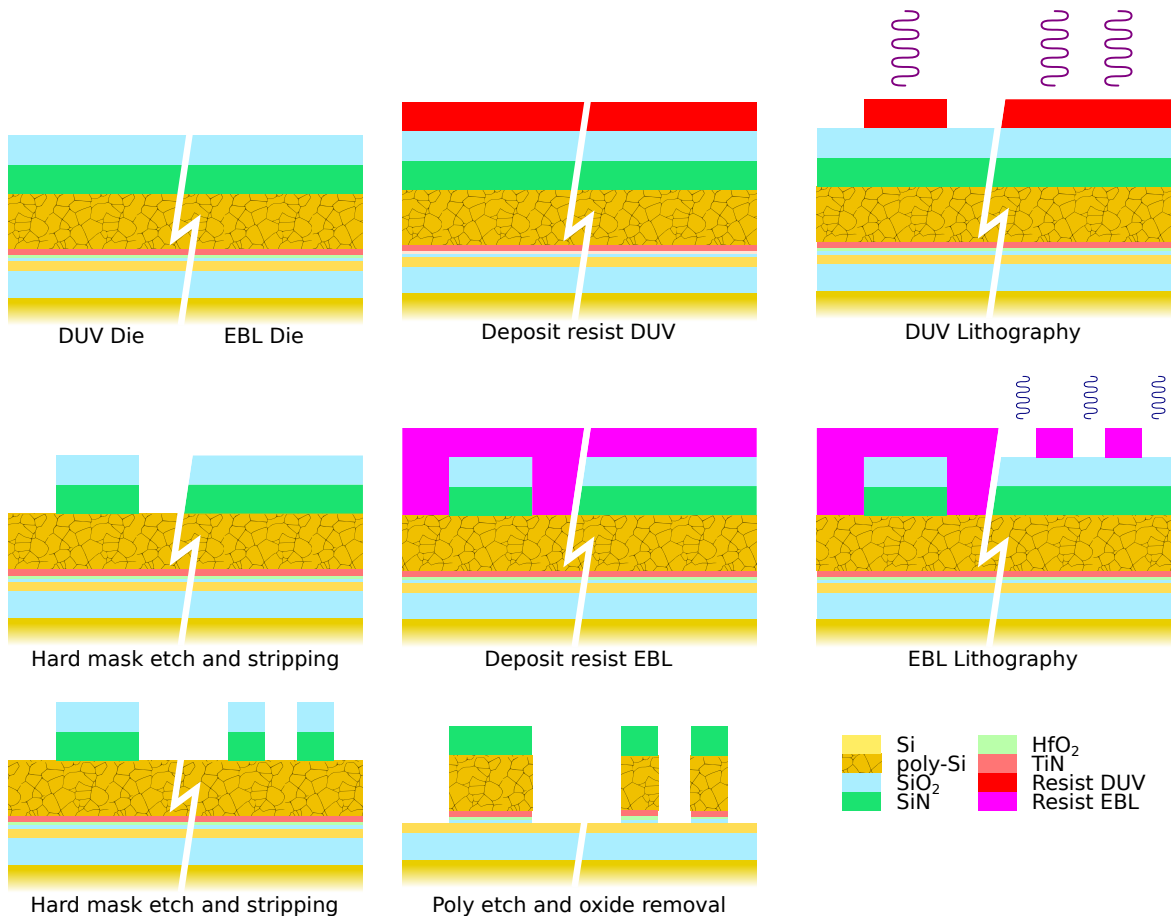 DUV Die
EBL Die
Deposit resist DUV
DUV Lithography
Hard mask etch and stripping
Deposit resist EBL
EBL Lithography
Hard mask etch and stripping
Poly etch and oxide removal
Si
poly-Si
SiO₂
SiN
HfO₂
TiN
Resist DUV
Resist EBL